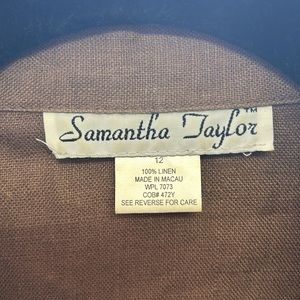 Samantha Taylor™
12
100% LINEN
MADE IN MACAU
WPL 7073
COB# 472Y
SEE REVERSE FOR CARE